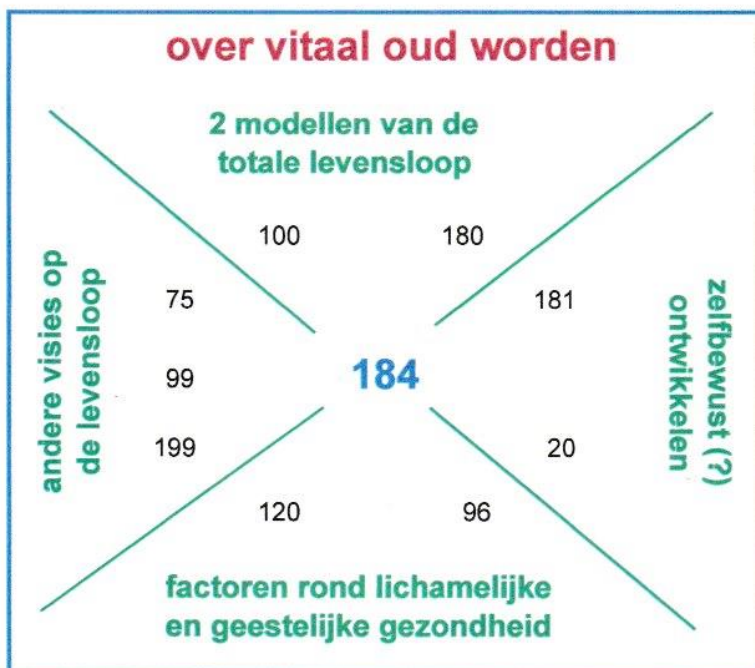 over vitaal oud worden
2 modellen van de
totale levensloop
100
180
andere visies op
de levensloop
75
99
199
184
181
20
zelfbewust (?)
ontwikkelen
120
96
factoren rond lichamelijke
en geestelijke gezondheid